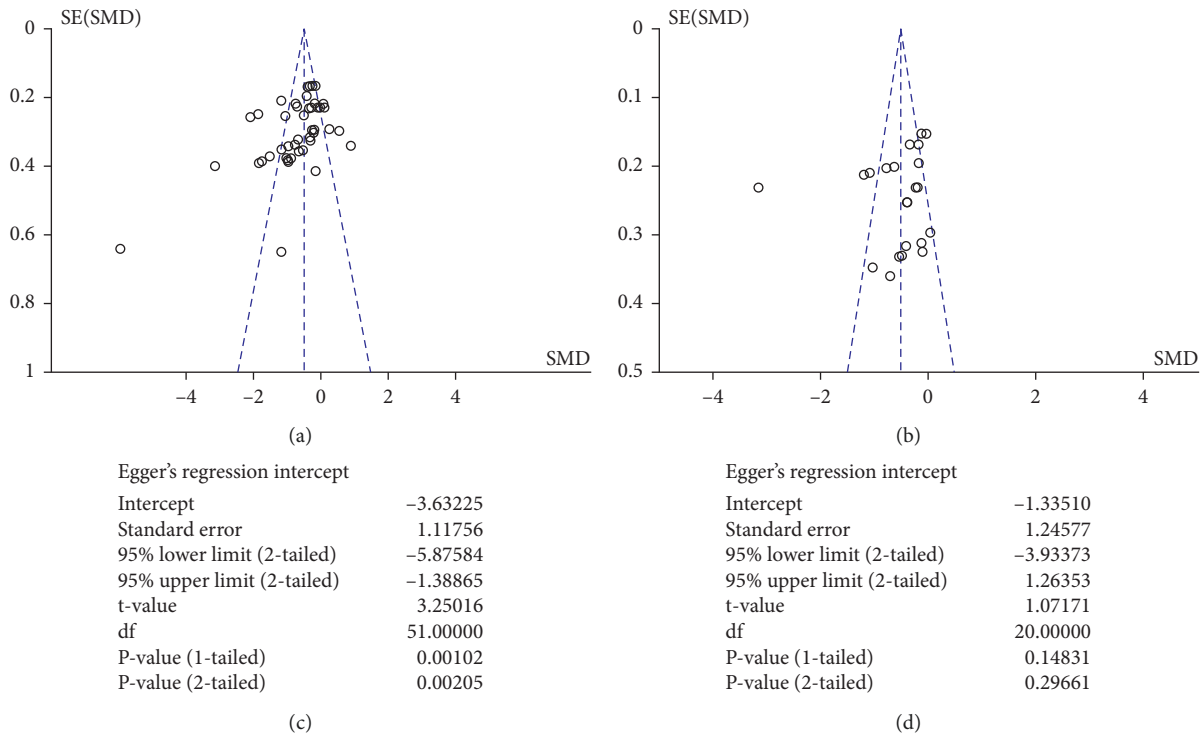 SE(SMD)
0
0.2
0.4
0.6
0.8
1
SMD
−4
−2
0
2
4
(a)
SE(SMD)
0
0.1
0.2
0.3
0.4
0.5
SMD
−4
−2
0
2
4
(b)
Egger's regression intercept
Intercept −3.63225
Standard error 1.11756
95% lower limit (2-tailed) −5.87584
95% upper limit (2-tailed) −1.38865
t-value 3.25016
df 51.00000
P-value (1-tailed) 0.00102
P-value (2-tailed) 0.00205
(c)
Egger's regression intercept
Intercept −1.33510
Standard error 1.24577
95% lower limit (2-tailed) −3.93373
95% upper limit (2-tailed) 1.26353
t-value 1.07171
df 20.00000
P-value (1-tailed) 0.14831
P-value (2-tailed) 0.29661
(d)